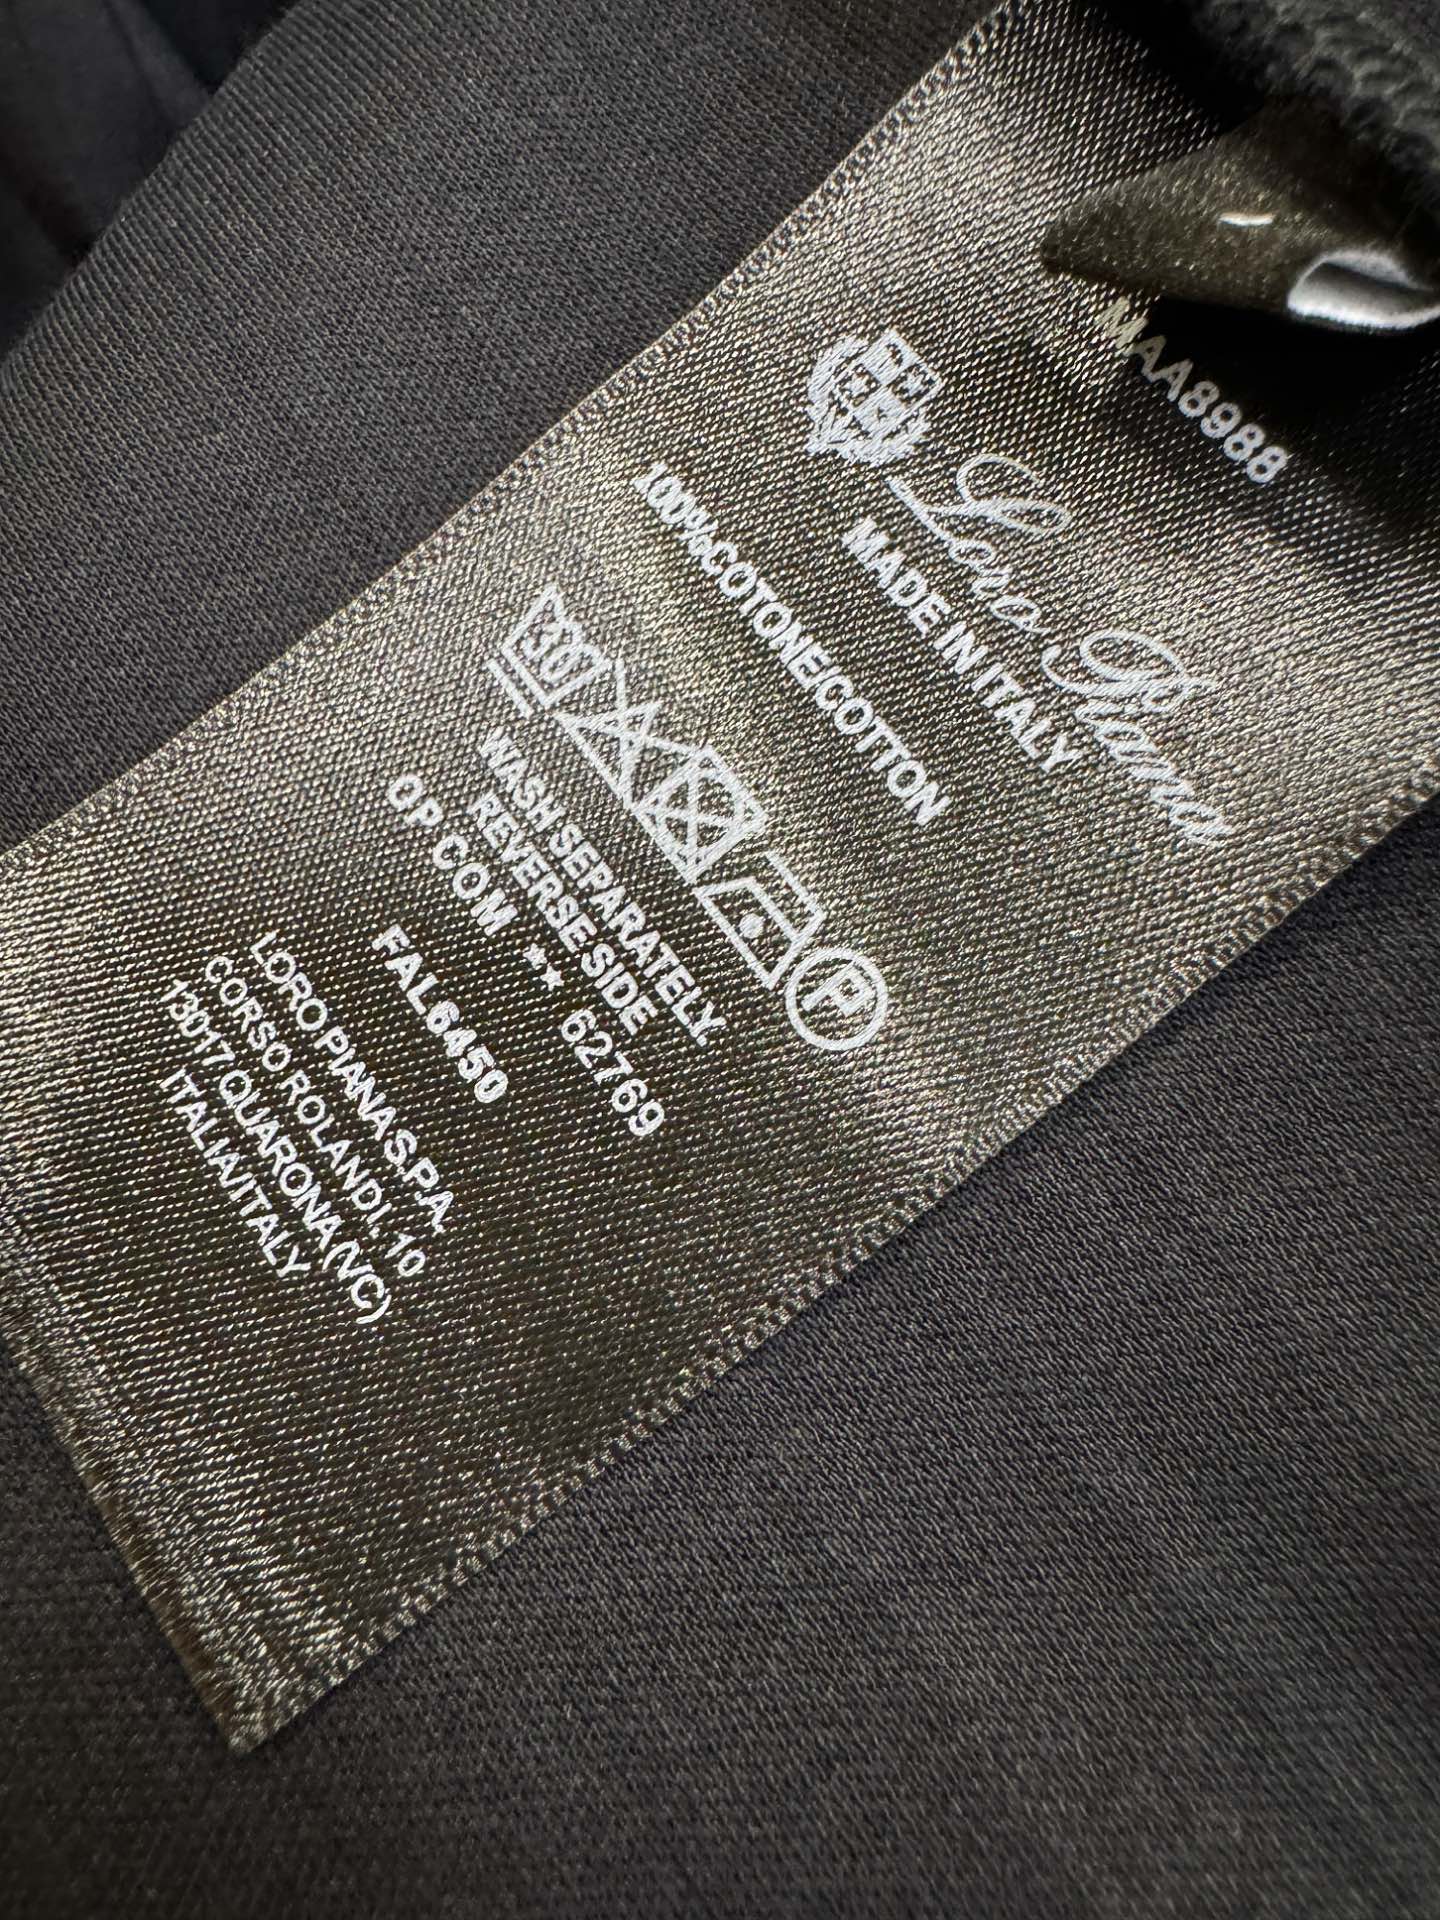 MAA8988
Loro Piana
MADE IN ITALY
100%COTONE/COTTON
30
P
WASH SEPARATELY.
REVERSE SIDE
QP COM ** 62769
FAL6450
LORO PIANA S.P.A.
CORSO ROLANDI, 10
13017 QUARONA (VC)
ITALIA/ITALY